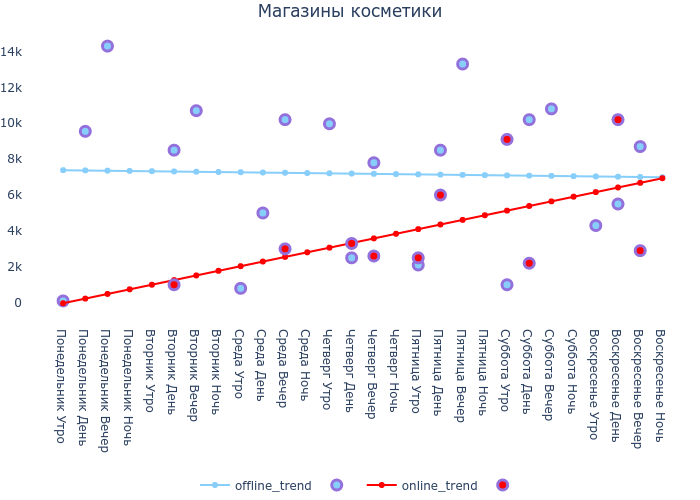 Магазины косметики
14k
12k
10k
8k
6k
4k
2k
0
Понедельник Утро
Понедельник День
Понедельник Вечер
Понедельник Ночь
Вторник Утро
Вторник День
Вторник Вечер
Вторник Ночь
Среда Утро
Среда День
Среда Вечер
Среда Ночь
Четверг Утро
Четверг День
Четверг Вечер
Четверг Ночь
Пятница Утро
Пятница День
Пятница Вечер
Пятница Ночь
Суббота Утро
Суббота День
Суббота Вечер
Суббота Ночь
Воскресенье Утро
Воскресенье День
Воскресенье Вечер
Воскресенье Ночь
offline_trend online_trend